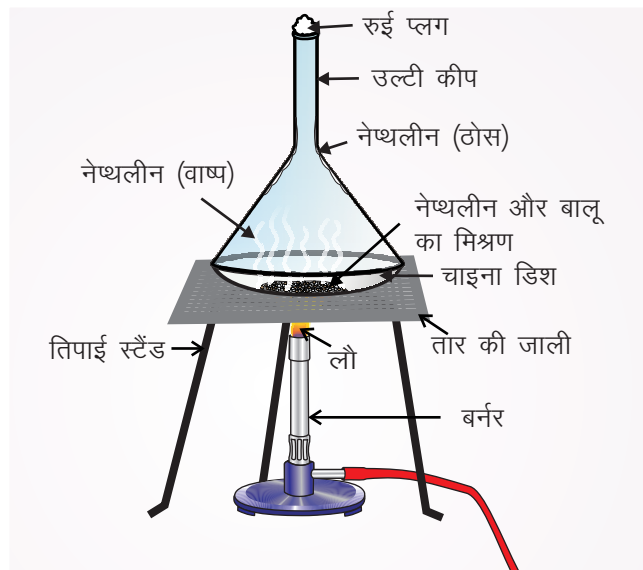 रुई प्लग
उल्टी कीप
नेप्थलीन (ठोस)
नेप्थलीन (वाष्प)
नेप्थलीन और बालू
का मिश्रण
चाइना डिश
तिपाई स्टैंड
लौ
तार की जाली
बर्नर